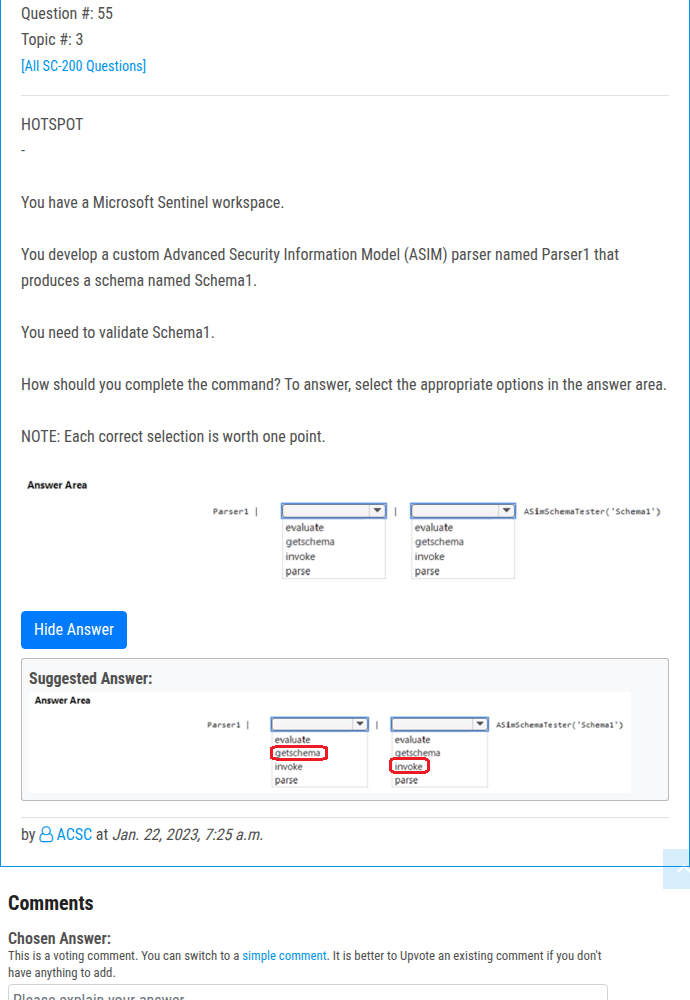 Question #: 55
Topic #: 3
[All SC-200 Questions]
HOTSPOT
-
You have a Microsoft Sentinel workspace.
You develop a custom Advanced Security Information Model (ASIM) parser named Parser1 that
produces a schema named Schema1.
You need to validate Schema1.
How should you complete the command? To answer, select the appropriate options in the answer area.
NOTE: Each correct selection is worth one point.
Answer Area
Parser1 | | ASimSchemaTester('Schema1')
evaluate evaluate
getschema getschema
invoke invoke
parse parse
Hide Answer
Suggested Answer:
Answer Area
Parser1 | | ASimSchemaTester('Schema1')
evaluate evaluate
getschema getschema
invoke invoke
parse parse
by ACSC at Jan. 22, 2023, 7:25 a.m.
Comments
Chosen Answer:
This is a voting comment. You can switch to a simple comment. It is better to Upvote an existing comment if you don't
have anything to add.
Please explain your answer